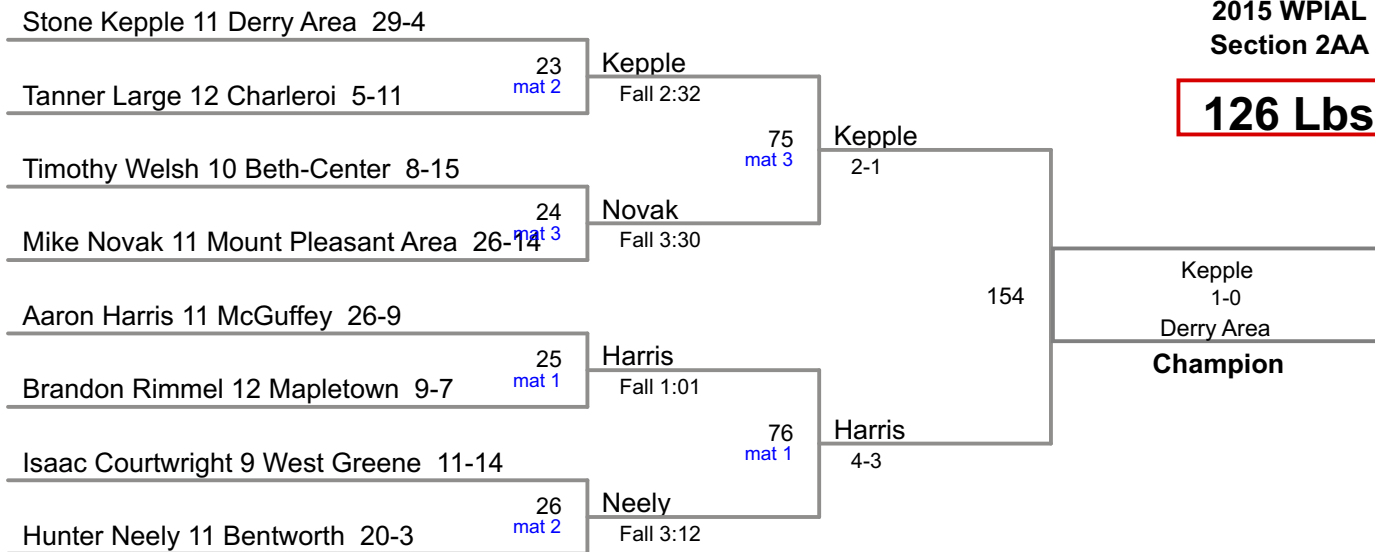 Stone Kepple 11 Derry Area 29-4
Tanner Large 12 Charleroi 5-11
Timothy Welsh 10 Beth-Center 8-15
Mike Novak 11 Mount Pleasant Area 26-14
Aaron Harris 11 McGuffey 26-9
Brandon Rimmel 12 Mapletown 9-7
Isaac Courtwright 9 West Greene 11-14
Hunter Neely 11 Bentworth 20-3
23
mat 2
24
mat 3
25
mat 1
26
mat 2
Kepple
Fall 2:32
Novak
Fall 3:30
Harris
Fall 1:01
Neely
Fall 3:12
75
mat 3
76
mat 1
Kepple
2-1
Harris
4-3
154
Kepple
1-0
Derry Area
Champion
2015 WPIAL
Section 2AA
126 Lbs